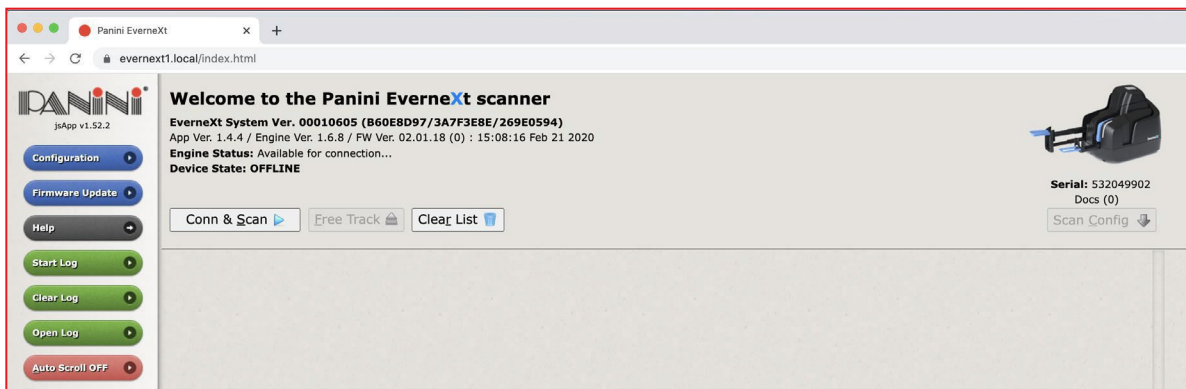 Panini EverneXt
evernext1.local/index.html
PANINI
jsApp v1.52.2
Configuration
Firmware Update
Help
Start Log
Clear Log
Open Log
Auto Scroll OFF
Welcome to the Panini EverneXt scanner
EverneXt System Ver. 00010605 (B60E8D97/3A7F3E8E/269E0594)
App Ver. 1.4.4 / Engine Ver. 1.6.8 / FW Ver. 02.01.18 (0) : 15:08:16 Feb 21 2020
Engine Status: Available for connection...
Device State: OFFLINE
Conn & Scan
Free Track
Clear List
Serial: 532049902
Docs (0)
Scan Config